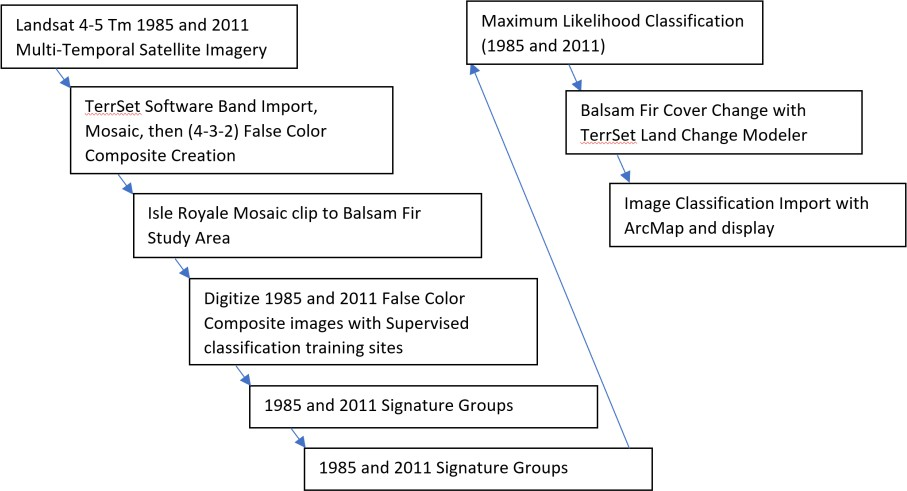 Landsat 4-5 Tm 1985 and 2011
Multi-Temporal Satellite Imagery
TerrSet Software Band Import,
Mosaic, then (4-3-2) False Color
Composite Creation
Isle Royale Mosaic clip to Balsam Fir
Study Area
Digitize 1985 and 2011 False Color
Composite images with Supervised
classification training sites
1985 and 2011 Signature Groups
1985 and 2011 Signature Groups
Maximum Likelihood Classification
(1985 and 2011)
Balsam Fir Cover Change with
TerrSet Land Change Modeler
Image Classification Import with
ArcMap and display